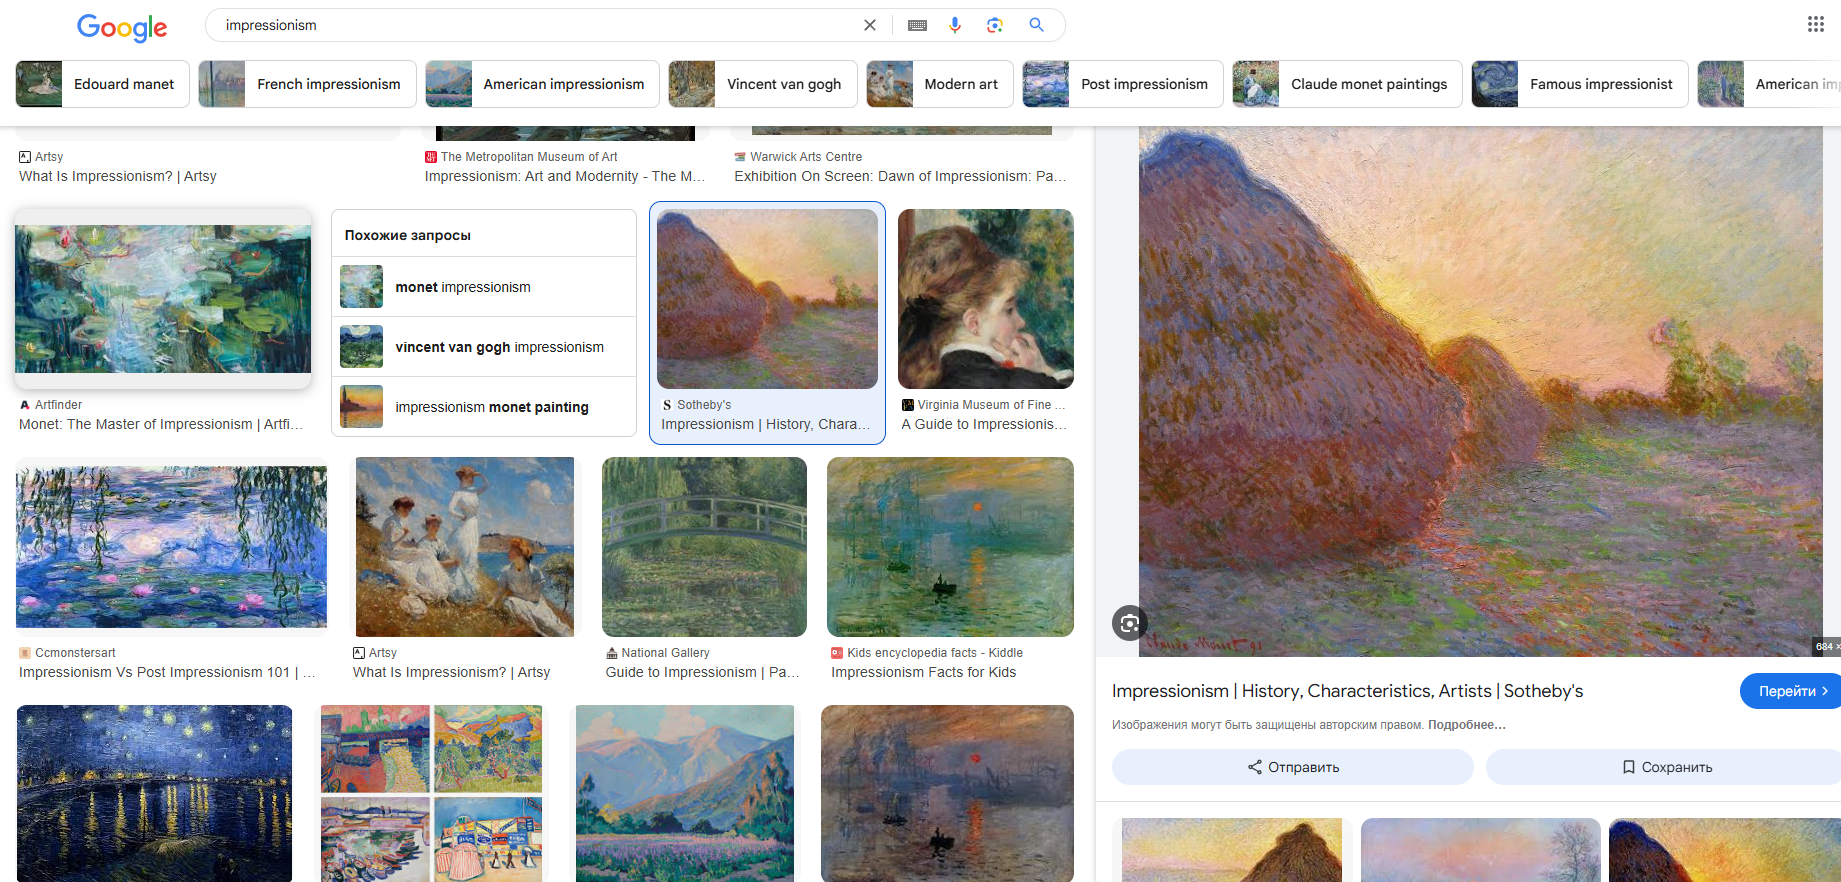 Google
impressionism
Edouard manet
French impressionism
American impressionism
Vincent van gogh
Modern art
Post impressionism
Claude monet paintings
Famous impressionist
American im
Artsy
What Is Impressionism? | Artsy
The Metropolitan Museum of Art
Impressionism: Art and Modernity - The M...
Warwick Arts Centre
Exhibition On Screen: Dawn of Impressionism: Pa...
Artfinder
Monet: The Master of Impressionism | Artfi...
Похожие запросы
monet impressionism
vincent van gogh impressionism
impressionism monet painting
S Sotheby's
Impressionism | History, Chara...
Virginia Museum of Fine ...
A Guide to Impressionis...
Ccmonstersart
Impressionism Vs Post Impressionism 101 | ...
Artsy
What Is Impressionism? | Artsy
National Gallery
Guide to Impressionism | Pa...
Kids encyclopedia facts - Kiddle
Impressionism Facts for Kids
684 ×
Impressionism | History, Characteristics, Artists | Sotheby's
Перейти
Изображения могут быть защищены авторским правом. Подробнее...
Отправить
Сохранить